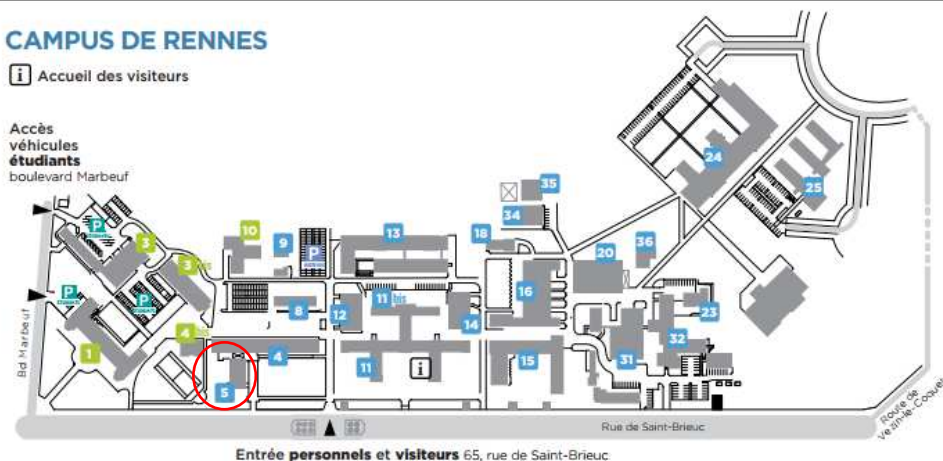 CAMPUS DE RENNES
i Accueil des visiteurs
Accès
véhicules
étudiants
boulevard Marbeuf
35
24
25
34
10
9
13
18
P
3
P
3 bis
20
36
16
P
P
11 bis
8
12
14
23
4 bis
32
1
4
11
i
15
31
5
Bd Marbeuf
Rue de Saint-Brieuc
Route de
Vezin-le-Coquet
Entrée personnels et visiteurs 65, rue de Saint-Brieuc